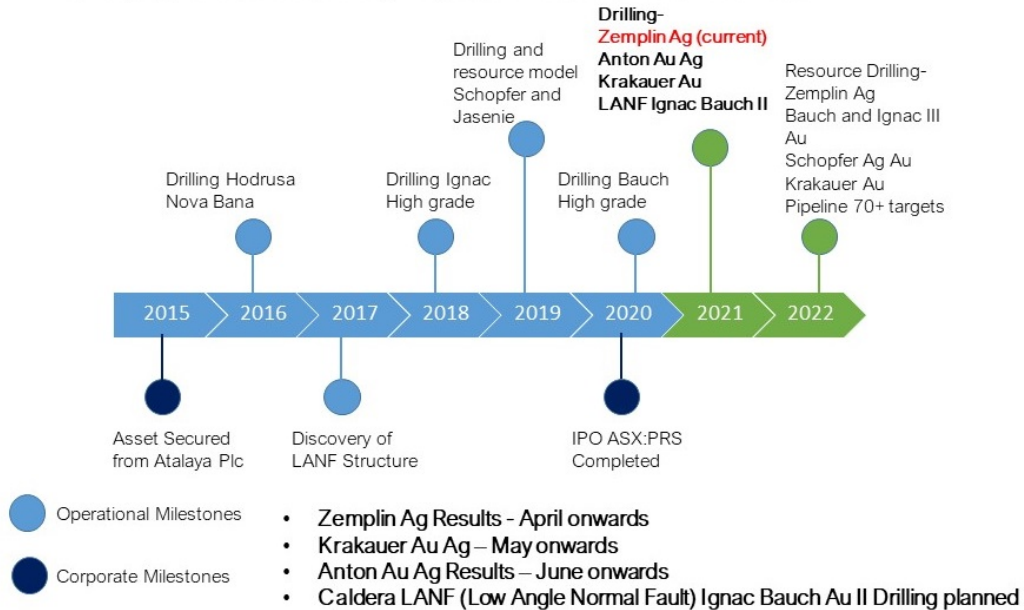 Drilling-
Zemplin Ag (current)
Anton Au Ag
Krakauer Au
LANF Ignac Bauch II
Drilling and
resource model
Schopfer and
Jasenie
Resource Drilling-
Zemplin Ag
Bauch and Ignac III
Au
Schopfer Ag Au
Krakauer Au
Pipeline 70+ targets
Drilling Hodrusa
Nova Bana
Drilling Ignac
High grade
Drilling Bauch
High grade
2015
2016
2017
2018
2019
2020
2021
2022
Asset Secured
from Atalaya Plc
Discovery of
LANF Structure
IPO ASX:PRS
Completed
Operational Milestones
Corporate Milestones
• Zemplin Ag Results - April onwards
• Krakauer Au Ag – May onwards
• Anton Au Ag Results – June onwards
• Caldera LANF (Low Angle Normal Fault) Ignac Bauch Au II Drilling planned